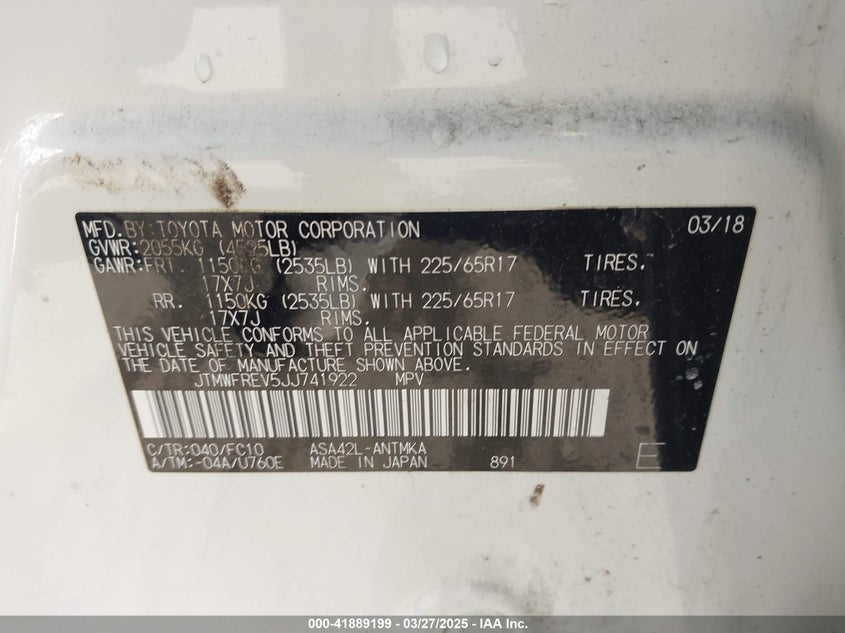 MFD.BY:TOYOTA MOTOR CORPORATION 03/18
GVWR:2055KG (4535LB)
GAWR:FRT. 1150KG (2535LB) WITH 225/65R17 TIRES.
17X7J RIMS.
RR. 1150KG (2535LB) WITH 225/65R17 TIRES.
17X7J RIMS.
THIS VEHICLE CONFORMS TO ALL APPLICABLE FEDERAL MOTOR
VEHICLE SAFETY AND THEFT PREVENTION STANDARDS IN EFFECT ON
THE DATE OF MANUFACTURE SHOWN ABOVE.
JTMWFREV5JJ741922 MPV
C/TR:040/FC10 ASA42L-ANTMKA
A/TM:-04A/U760E MADE IN JAPAN 891 E
000-41889199 - 03/27/2025 - IAA Inc.